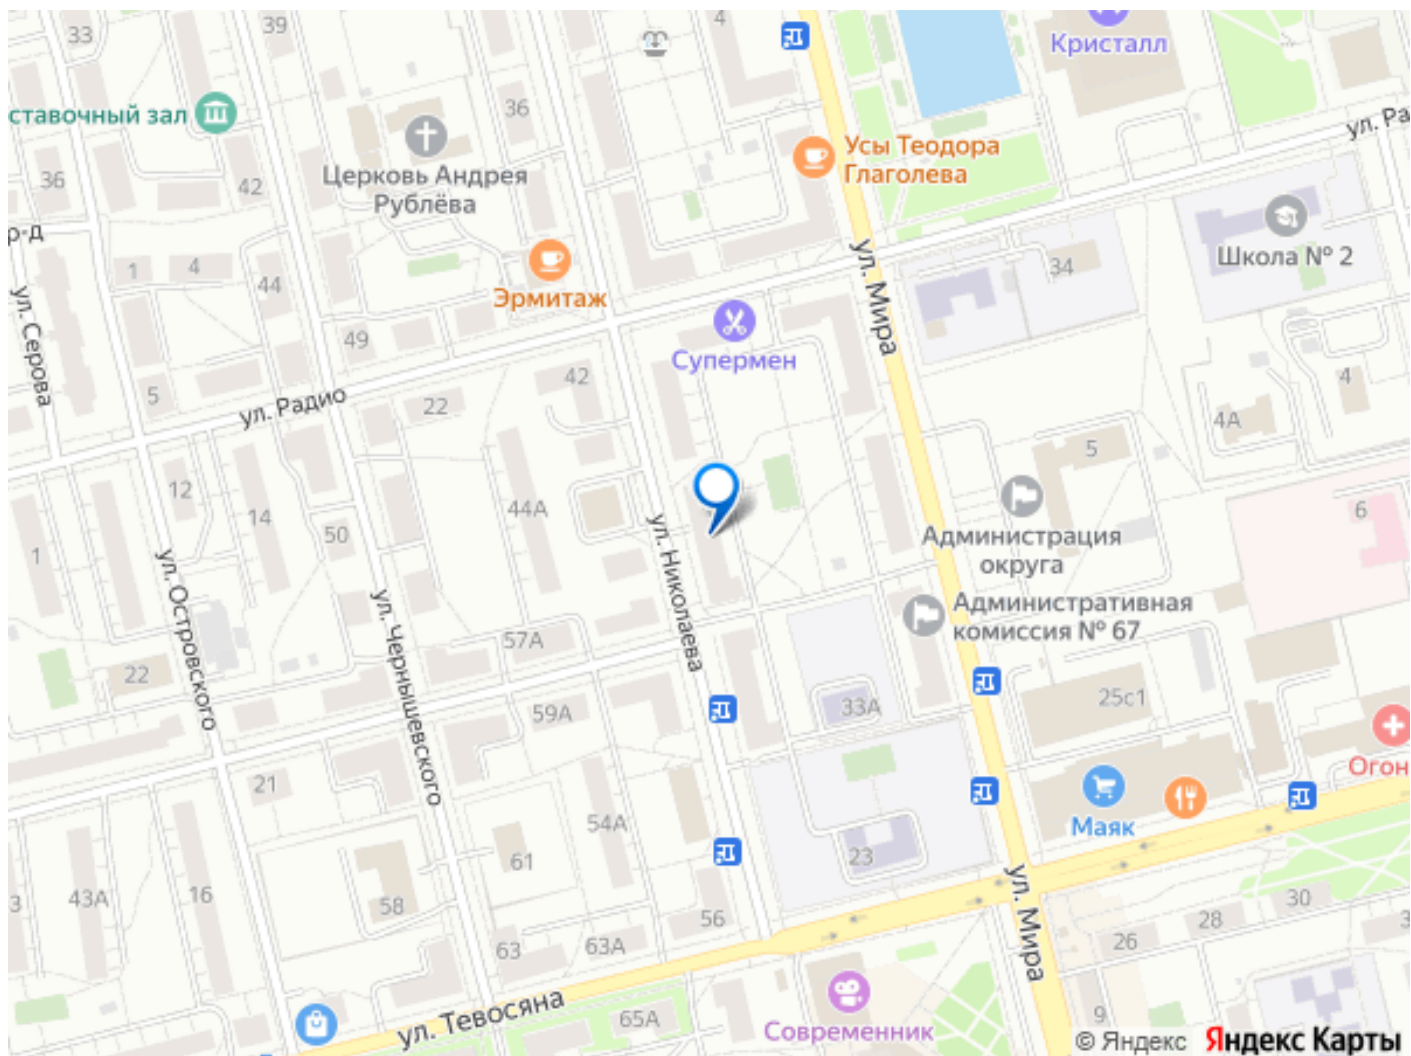 33
39
4
Кристалл
ставочный зал
36
ул. Ра
Усы Теодора
Глаголева
Церковь Андрея
Рублёва
36
42
р-д
Школа № 2
1
4
44
34
Эрмитаж
ул. Серова
ул. Мира
49
Супермен
42
4
5
ул. Радио
22
4А
5
12
14
44А
6
50
1
Администрация
округа
ул. Николаева
ул. Островского
ул. Чернышевского
Административная
комиссия № 67
57А
22
59А
33А
25с1
Огон
21
54А
Маяк
61
23
43А
16
58
56
ул. Мира
30
28
26
3
3
63
63А
ул. Тевосяна
65А
Современник
9
© Яндекс Яндекс Карты